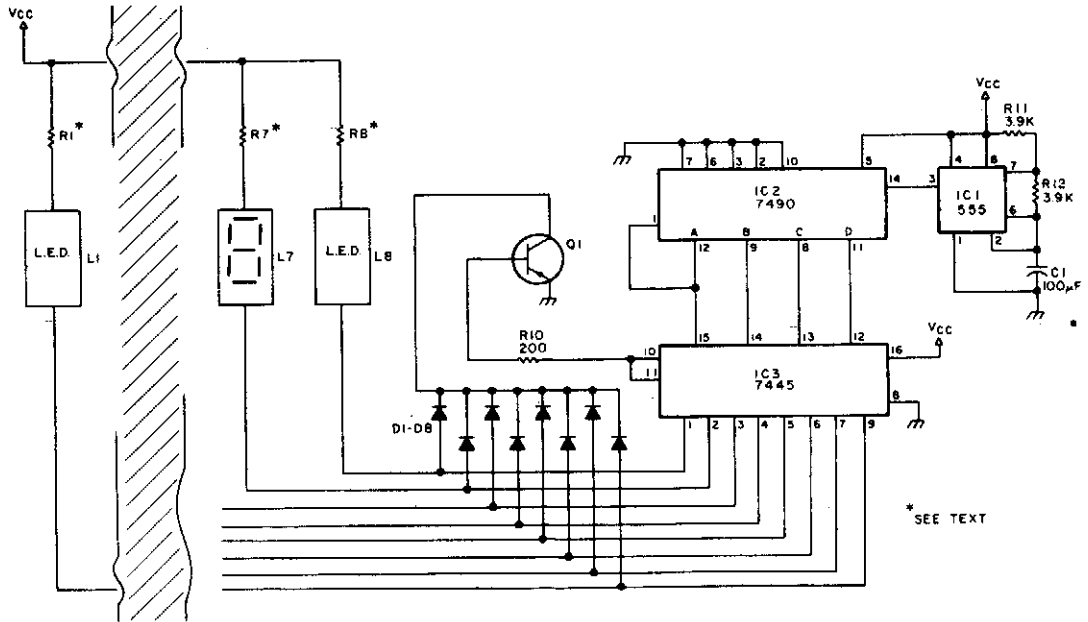 VCC
R1*
R7*
R8*
L.E.D.
L1
L7
L.E.D.
L8
Q1
R10
200
D1-D8
7
6
3
2
10
5
1
IC2
7490
14
A
B
C
D
12
9
8
11
VCC
R11
3.9K
4
8
7
3
IC1
555
R12
3.9K
6
1
2
C1
100µF
15
14
13
12
10
11
IC3
7445
16
VCC
8
1
2
3
4
5
6
7
9
*SEE TEXT